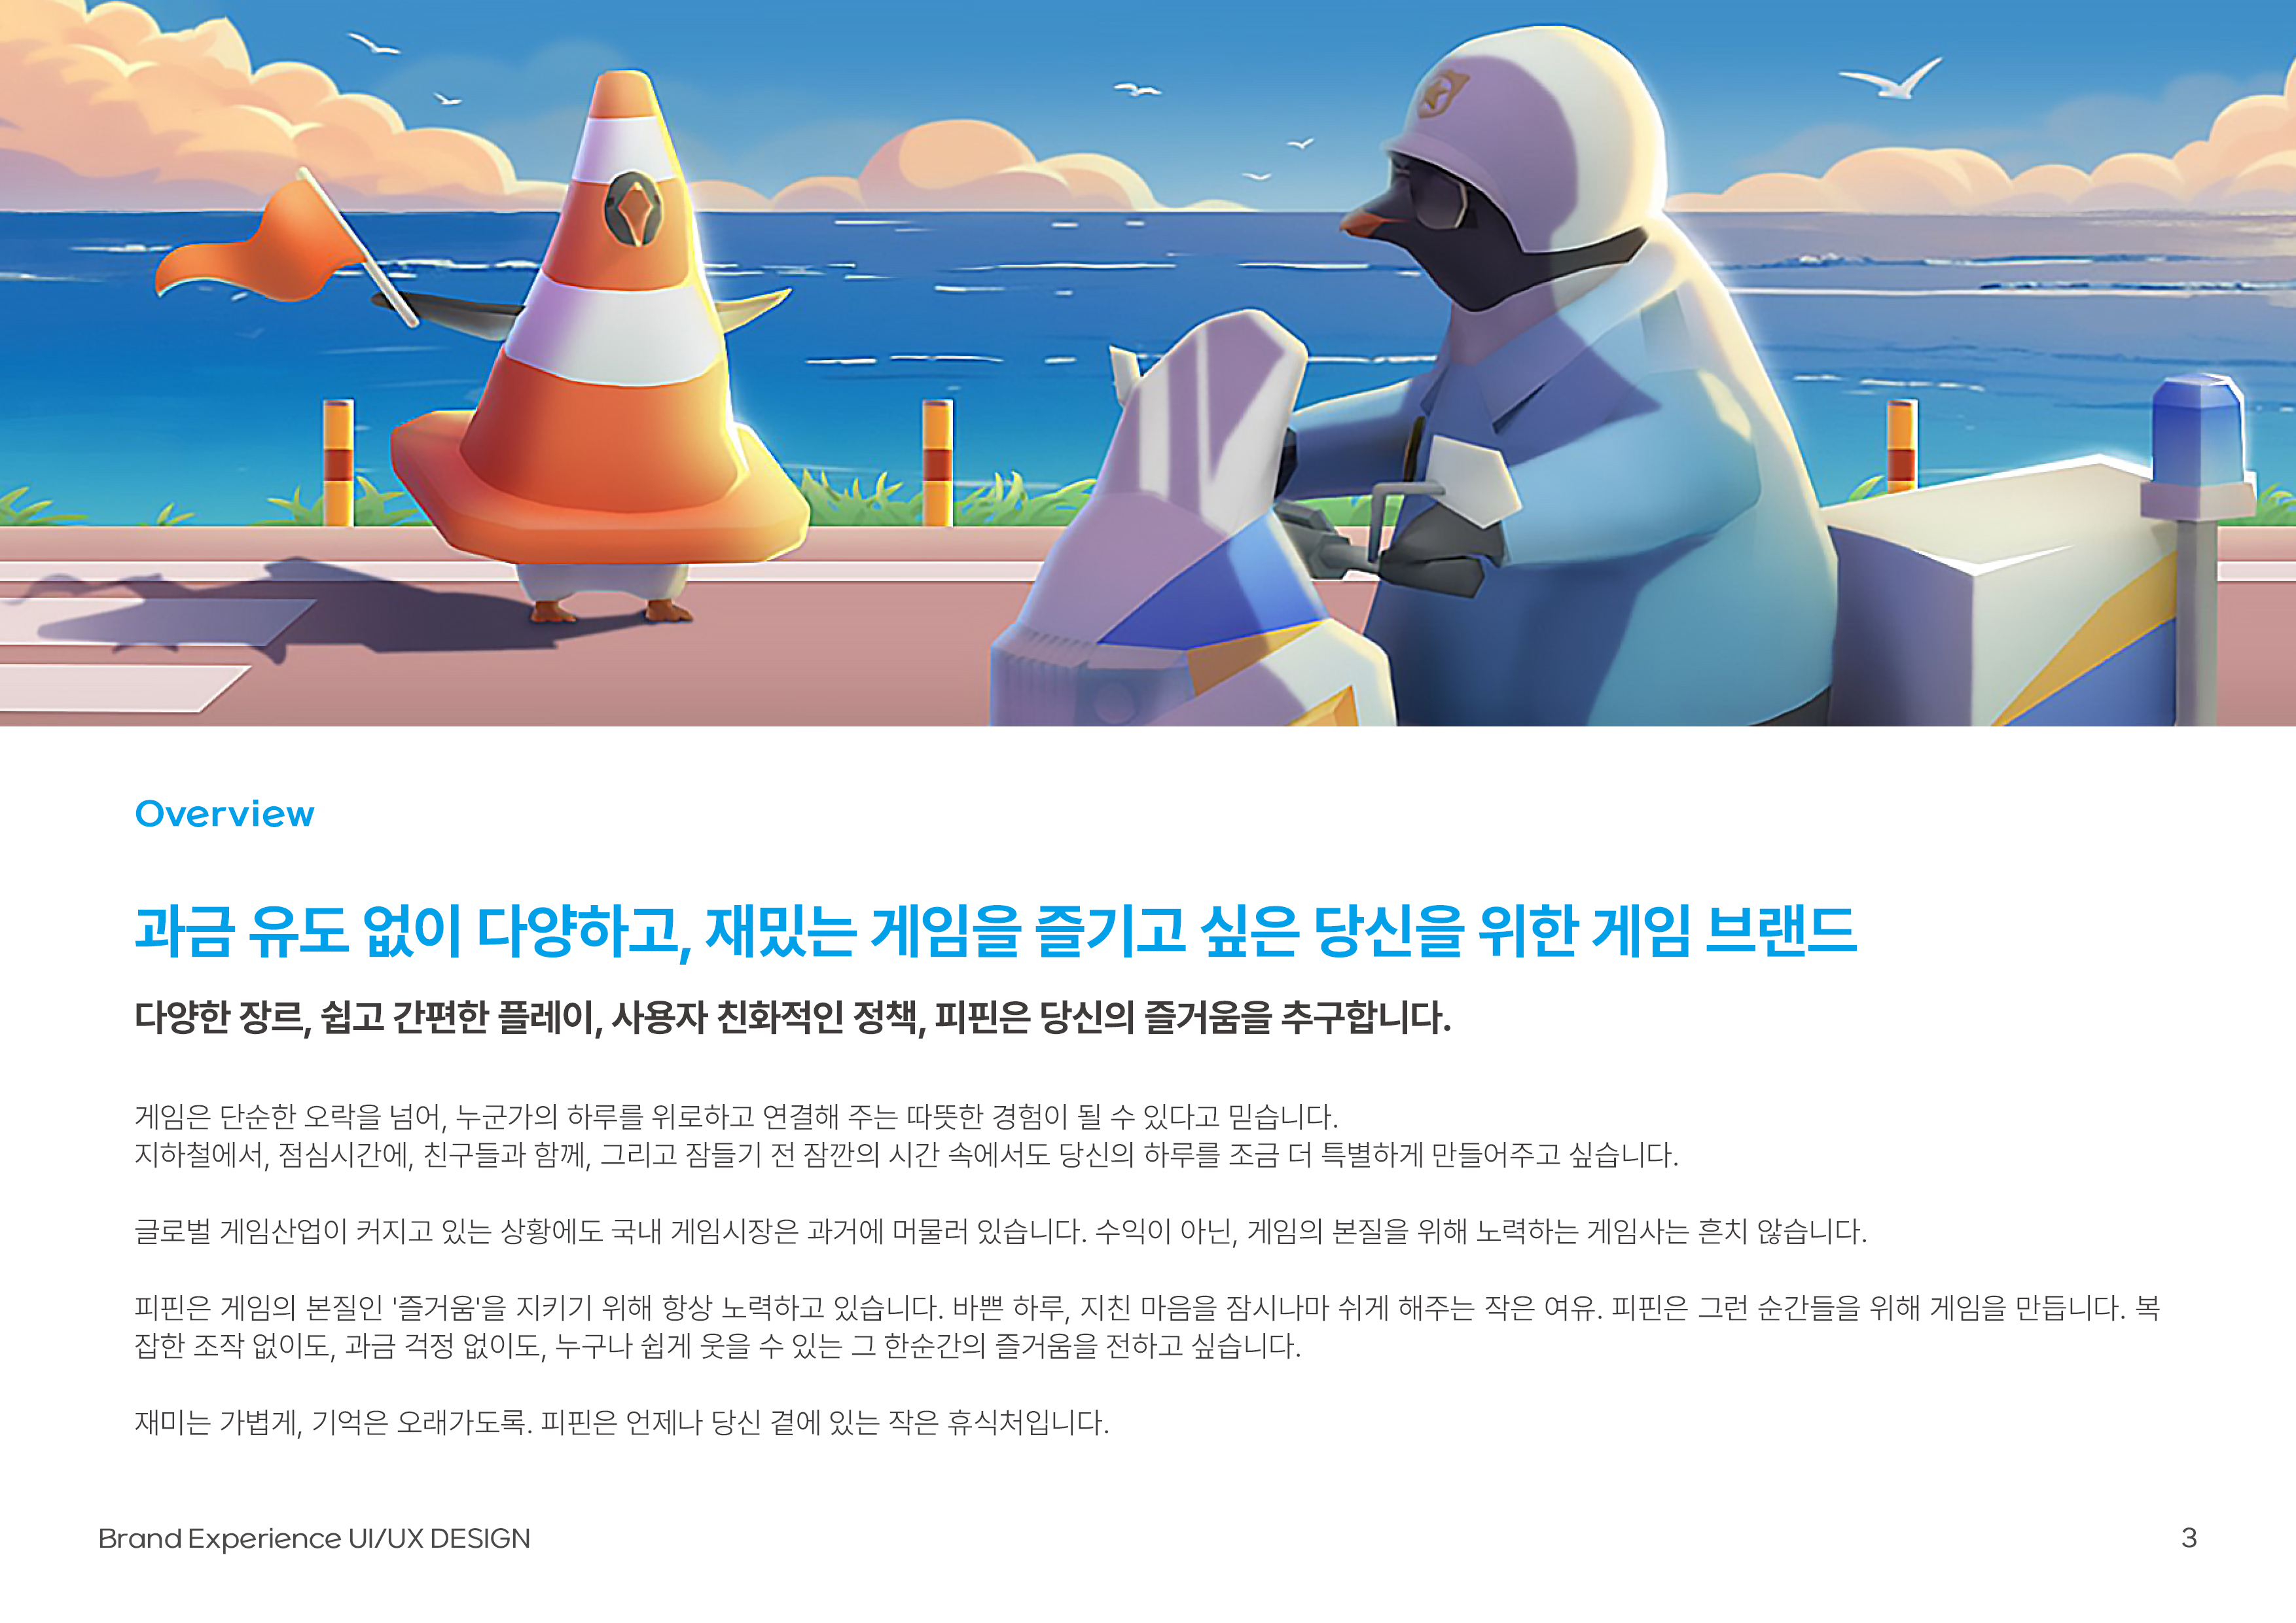 Overview
과금 유도 없이 다양하고, 재밌는 게임을 즐기고 싶은 당신을 위한 게임 브랜드
다양한 장르, 쉽고 간편한 플레이, 사용자 친화적인 정책, 피핀은 당신의 즐거움을 추구합니다.
게임은 단순한 오락을 넘어, 누군가의 하루를 위로하고 연결해 주는 따뜻한 경험이 될 수 있다고 믿습니다.
지하철에서, 점심시간에, 친구들과 함께, 그리고 잠들기 전 잠깐의 시간 속에서도 당신의 하루를 조금 더 특별하게 만들어주고 싶습니다.
글로벌 게임산업이 커지고 있는 상황에도 국내 게임시장은 과거에 머물러 있습니다. 수익이 아닌, 게임의 본질을 위해 노력하는 게임사는 흔치 않습니다.
피핀은 게임의 본질인 '즐거움'을 지키기 위해 항상 노력하고 있습니다. 바쁜 하루, 지친 마음을 잠시나마 쉬게 해주는 작은 여유. 피핀은 그런 순간들을 위해 게임을 만듭니다. 복
잡한 조작 없이도, 과금 걱정 없이도, 누구나 쉽게 웃을 수 있는 그 한순간의 즐거움을 전하고 싶습니다.
재미는 가볍게, 기억은 오래가도록. 피핀은 언제나 당신 곁에 있는 작은 휴식처입니다.
Brand Experience UI/UX DESIGN
3